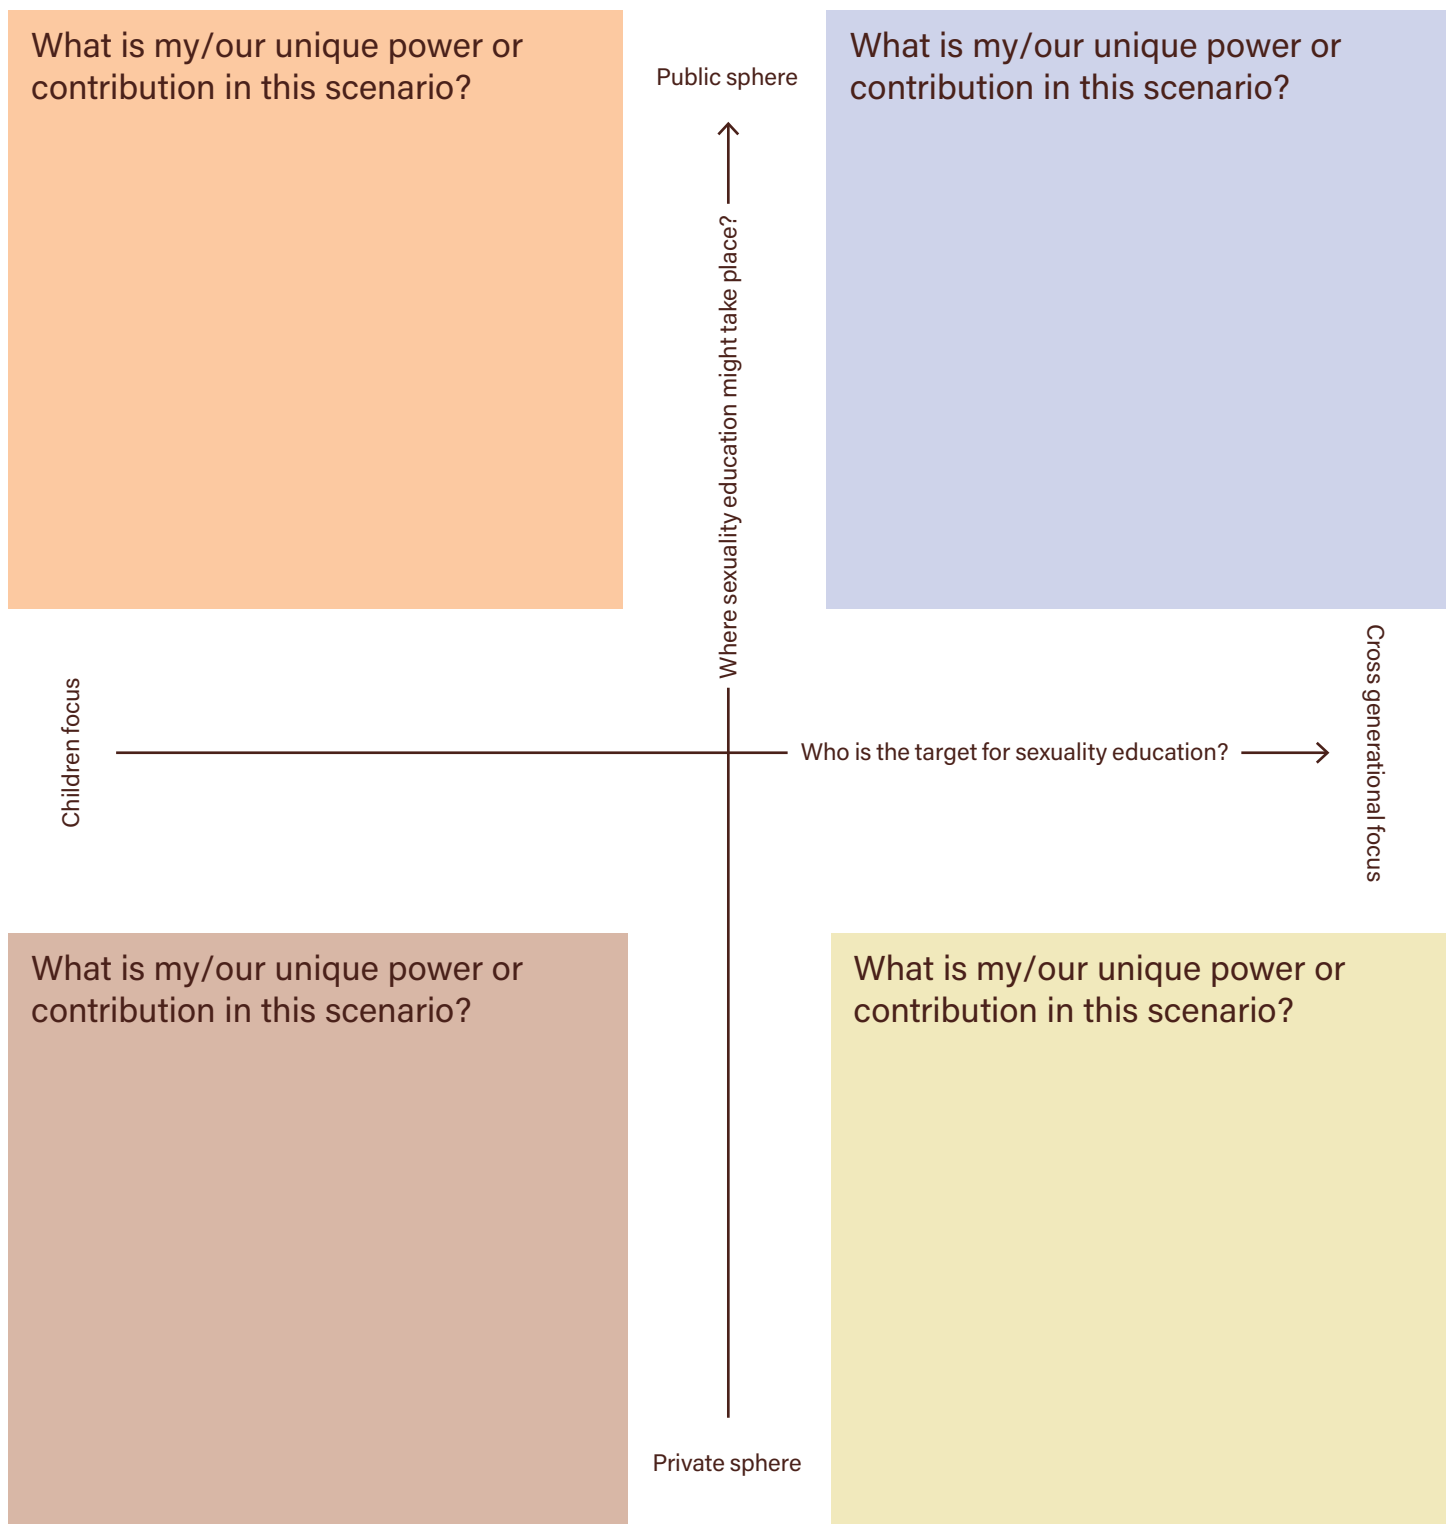 What is my/our unique power or
contribution in this scenario?
Public sphere
What is my/our unique power or
contribution in this scenario?
Where sexuality education might take place?
Children focus
Who is the target for sexuality education?
Cross generational focus
What is my/our unique power or
contribution in this scenario?
What is my/our unique power or
contribution in this scenario?
Private sphere